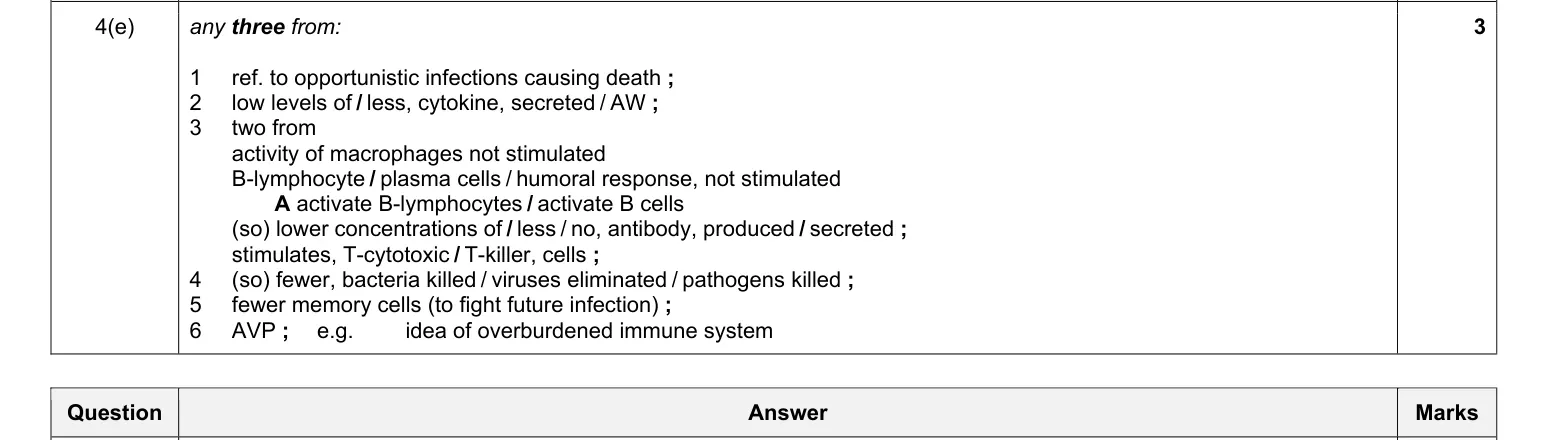 4(e) any three from: 3
1 ref. to opportunistic infections causing death ;
2 low levels of / less, cytokine, secreted / AW ;
3 two from
activity of macrophages not stimulated
B-lymphocyte / plasma cells / humoral response, not stimulated
A activate B-lymphocytes / activate B cells
(so) lower concentrations of / less / no, antibody, produced / secreted ;
stimulates, T-cytotoxic / T-killer, cells ;
4 (so) fewer, bacteria killed / viruses eliminated / pathogens killed ;
5 fewer memory cells (to fight future infection) ;
6 AVP ; e.g. idea of overburdened immune system
Question Answer Marks